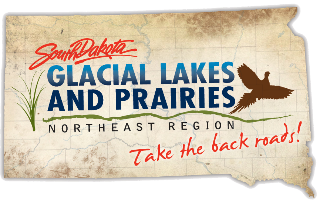 South Dakota
GLACIAL LAKES
AND PRAIRIES
NORTHEAST REGION
Take the back roads!